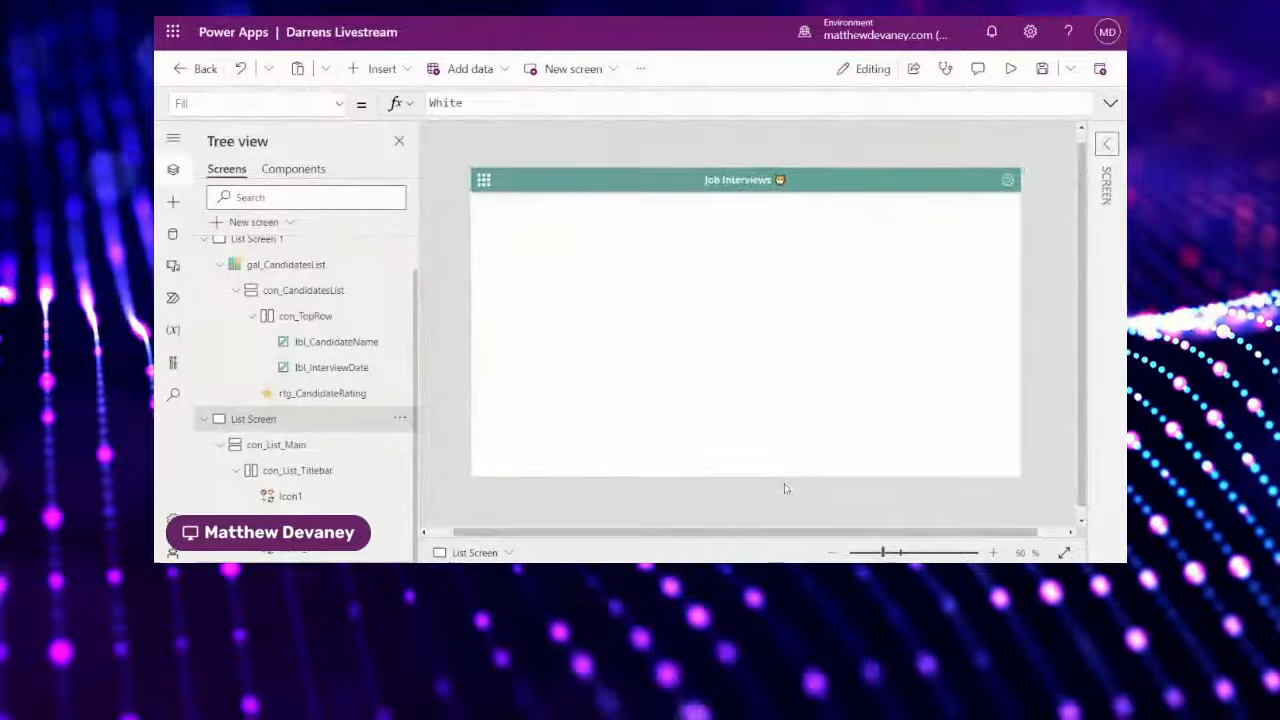 Power Apps | Darrens Livestream
Environment
matthewdevaney.com (...
MD
Back
Insert
Add data
New screen
...
Editing
Fill
=
fx
White
Tree view
Screens
Components
Search
New screen
List Screen 1
gal_CandidatesList
con_CandidatesList
con_TopRow
lbl_CandidateName
lbl_InterviewDate
rtg_CandidateRating
List Screen
...
con_List_Main
con_List_Titlebar
Icon1
Job Interviews
SCREEN
Matthew Devaney
List Screen
50 %